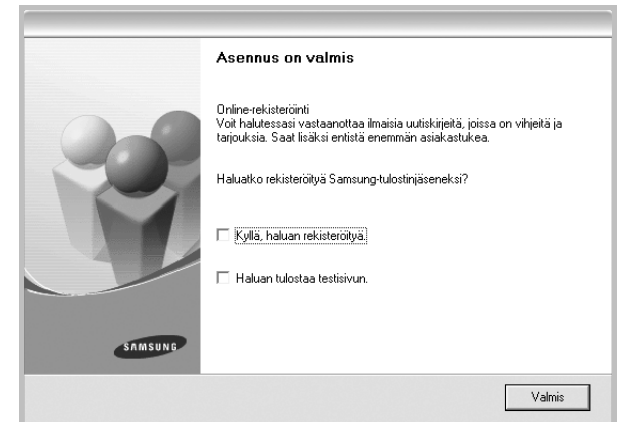 Asennus on valmis
Online-rekisteröinti
Voit halutessasi vastaanottaa ilmaisia uutiskirjeitä, joissa on vihjeitä ja
tarjouksia. Saat lisäksi entistä enemmän asiakastukea.
Haluatko rekisteröityä Samsung-tulostinjäseneksi?
Kyllä, haluan rekisteröityä.
Haluan tulostaa testisivun.
SAMSUNG
Valmis